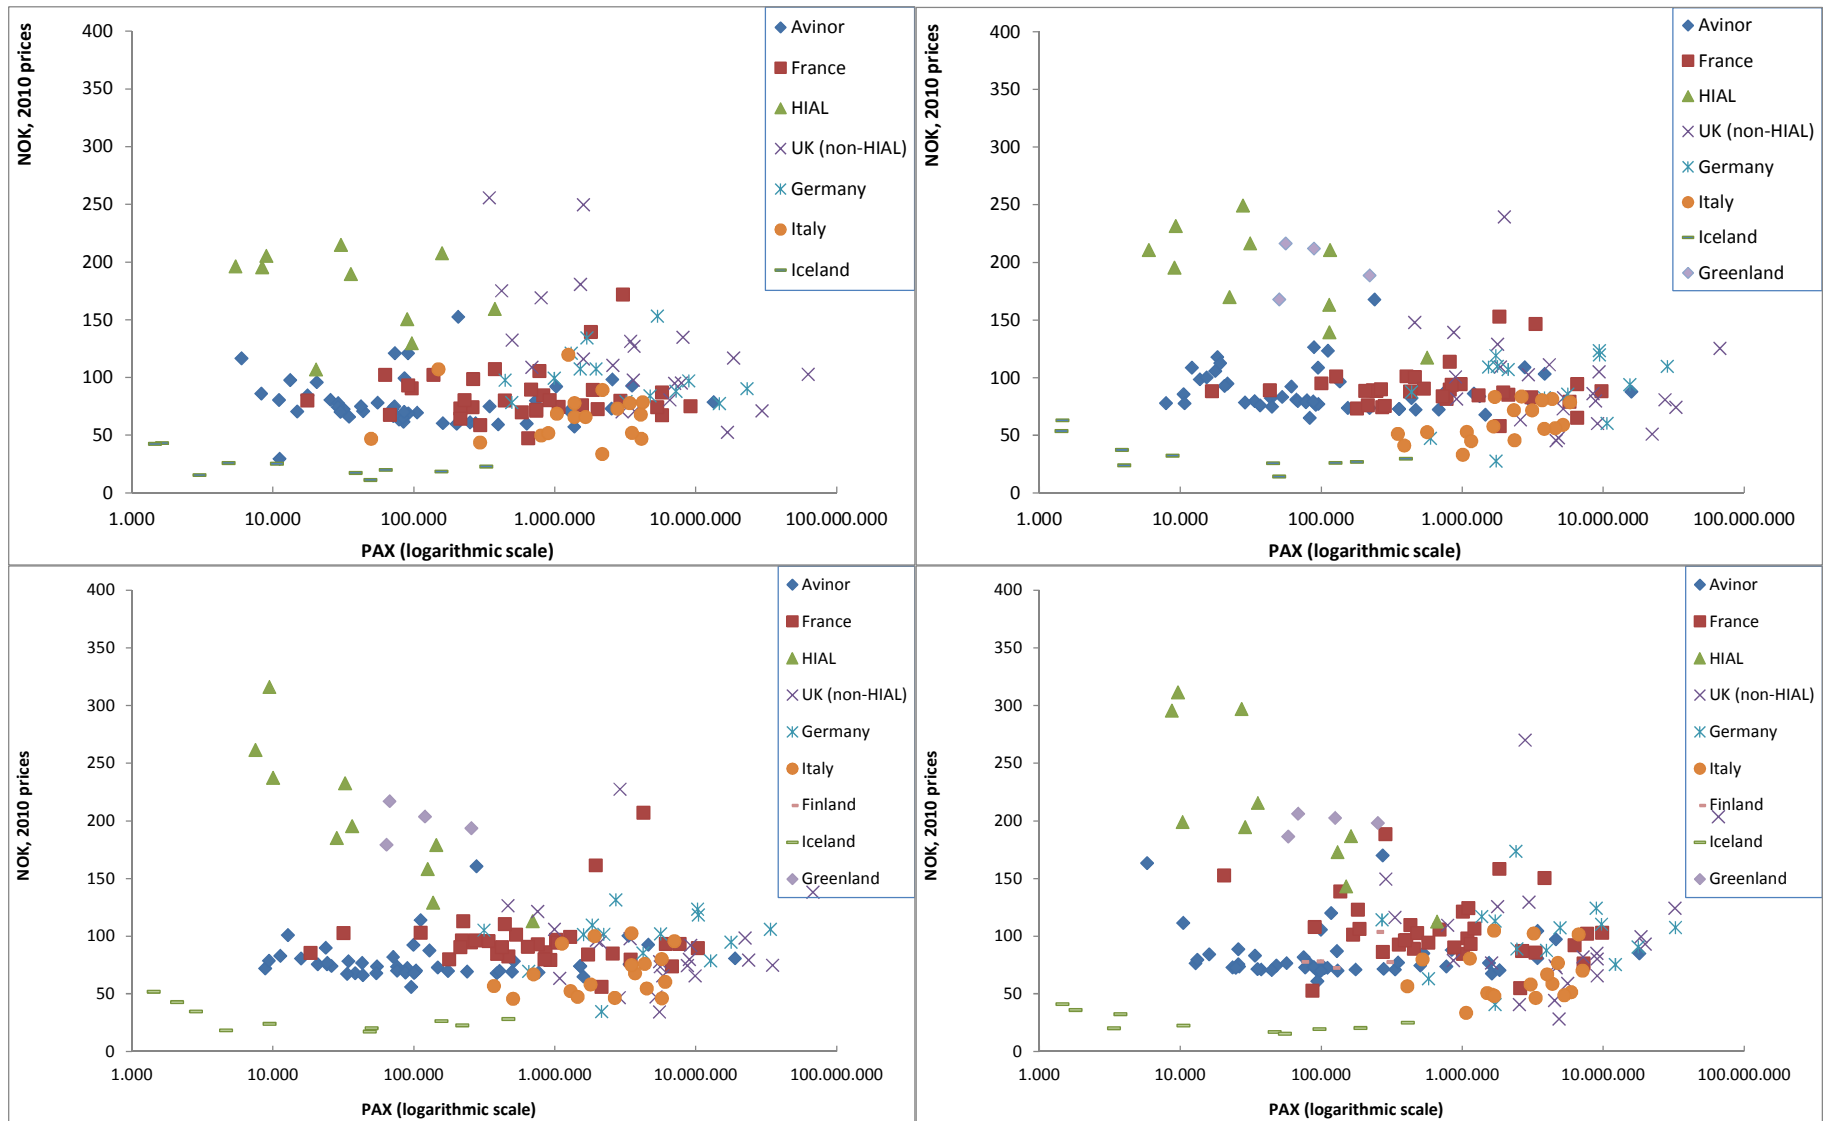 NOK, 2010 prices
400
350
300
250
200
150
100
50
0
1.000
10.000
100.000
1.000.000
10.000.000
100.000.000
PAX (logarithmic scale)
Avinor
France
HIAL
UK (non-HIAL)
Germany
Italy
Iceland
NOK, 2010 prices
400
350
300
250
200
150
100
50
0
1.000
10.000
100.000
1.000.000
10.000.000
100.000.000
PAX (logarithmic scale)
Avinor
France
HIAL
UK (non-HIAL)
Germany
Italy
Iceland
Greenland
NOK, 2010 prices
400
350
300
250
200
150
100
50
0
1.000
10.000
100.000
1.000.000
10.000.000
100.000.000
PAX (logarithmic scale)
Avinor
France
HIAL
UK (non-HIAL)
Germany
Italy
Finland
Iceland
Greenland
NOK, 2010 prices
400
350
300
250
200
150
100
50
0
1.000
10.000
100.000
1.000.000
10.000.000
100.000.000
PAX (logarithmic scale)
Avinor
France
HIAL
UK (non-HIAL)
Germany
Italy
Finland
Iceland
Greenland